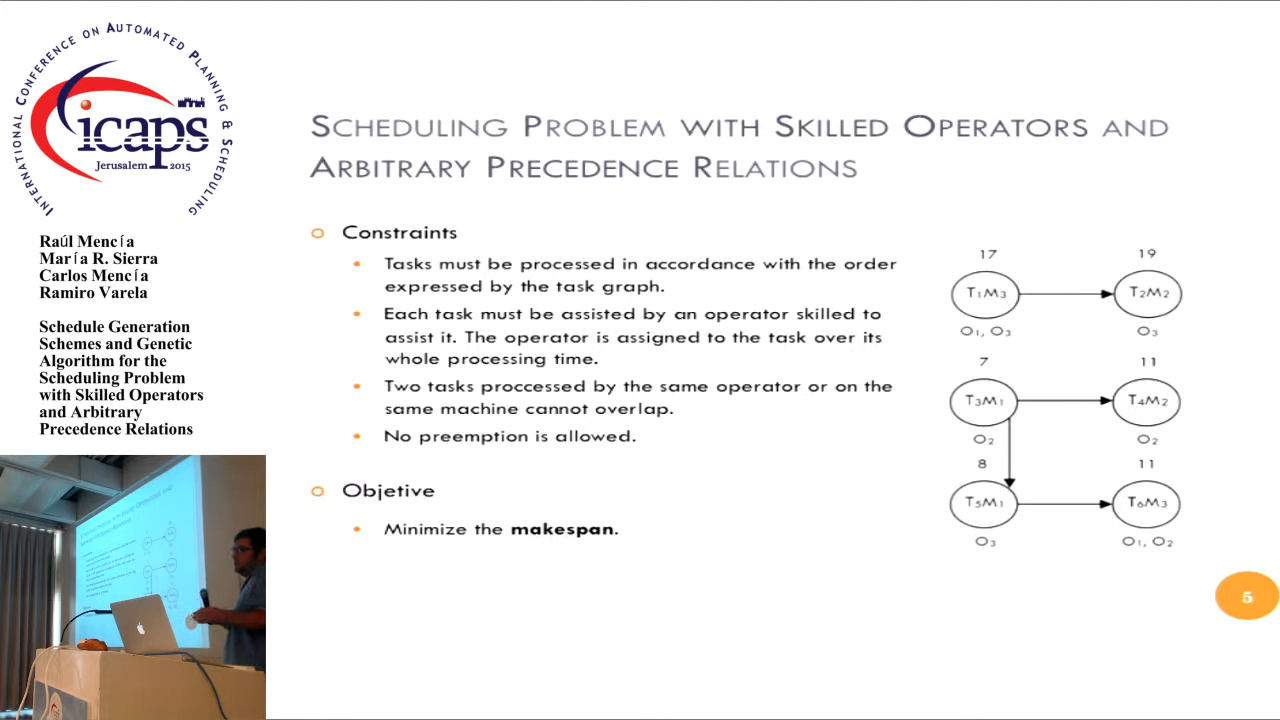 INTERNATIONAL CONFERENCE ON AUTOMATED PLANNING & SCHEDULING
icaps
Jerusalem 2015
Raúl Mencía
María R. Sierra
Carlos Mencía
Ramiro Varela
Schedule Generation
Schemes and Genetic
Algorithm for the
Scheduling Problem
with Skilled Operators
and Arbitrary
Precedence Relations
SCHEDULING PROBLEM WITH SKILLED OPERATORS AND
ARBITRARY PRECEDENCE RELATIONS
Constraints
• Tasks must be processed in accordance with the order
expressed by the task graph.
• Each task must be assisted by an operator skilled to
assist it. The operator is assigned to the task over its
whole processing time.
• Two tasks proccessed by the same operator or on the
same machine cannot overlap.
• No preemption is allowed.
Objetive
• Minimize the makespan.
17 19
T1M3 T2M2
O1, O3 O3
7 11
T3M1 T4M2
O2 O2
8 11
T5M1 T6M3
O3 O1, O2
5